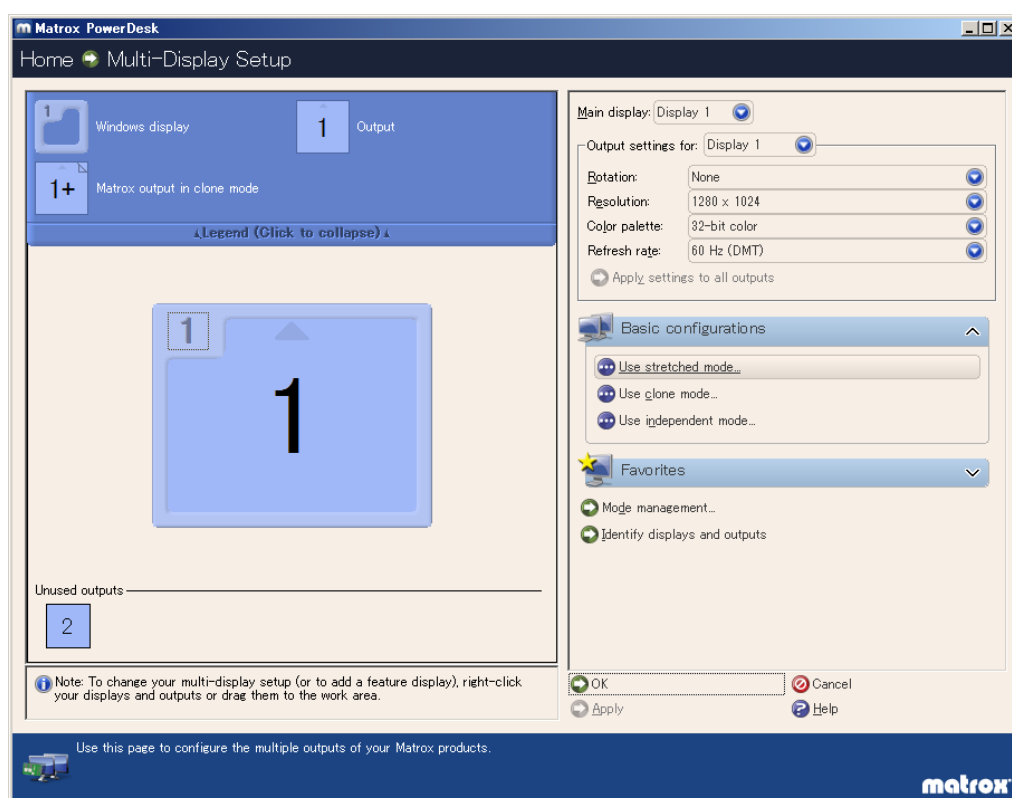 Matrox PowerDesk
Home Multi-Display Setup
1 Windows display 1 Output
1+ Matrox output in clone mode
Legend (Click to collapse)
1
1
Unused outputs
2
Note: To change your multi-display setup (or to add a feature display), right-click
your displays and outputs or drag them to the work area.
Main display: Display 1
Output settings for: Display 1
Rotation: None
Resolution: 1280 x 1024
Color palette: 32-bit color
Refresh rate: 60 Hz (DMT)
Apply settings to all outputs
Basic configurations
Use stretched mode...
Use clone mode...
Use independent mode...
Favorites
Mode management...
Identify displays and outputs
OK Cancel
Apply Help
Use this page to configure the multiple outputs of your Matrox products.
matrox